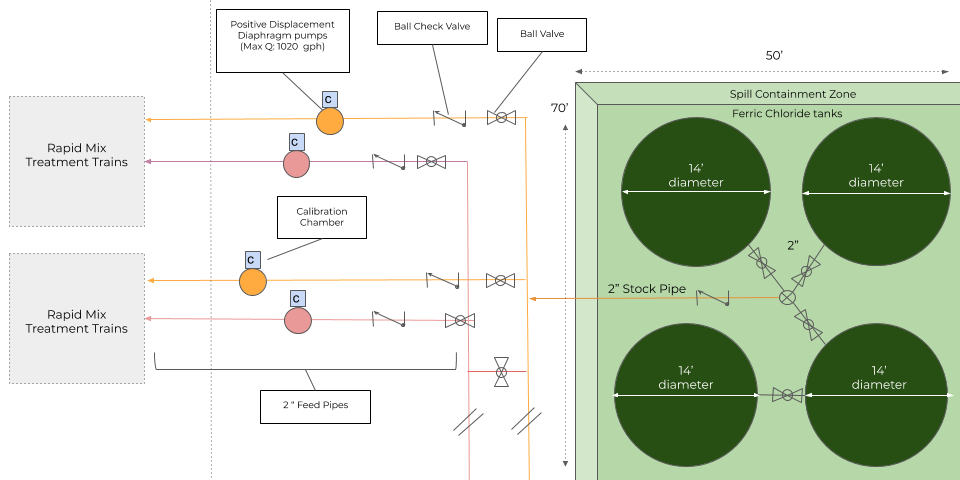 Positive Displacement
Diaphragm pumps
(Max Q: 1020 gph)
Ball Check Valve
Ball Valve
50’
70’
Spill Containment Zone
Ferric Chloride tanks
C
Rapid Mix
Treatment Trains
C
14’
diameter
14’
diameter
Calibration
Chamber
2”
C
2” Stock Pipe
C
Rapid Mix
Treatment Trains
14’
diameter
14’
diameter
2 “ Feed Pipes